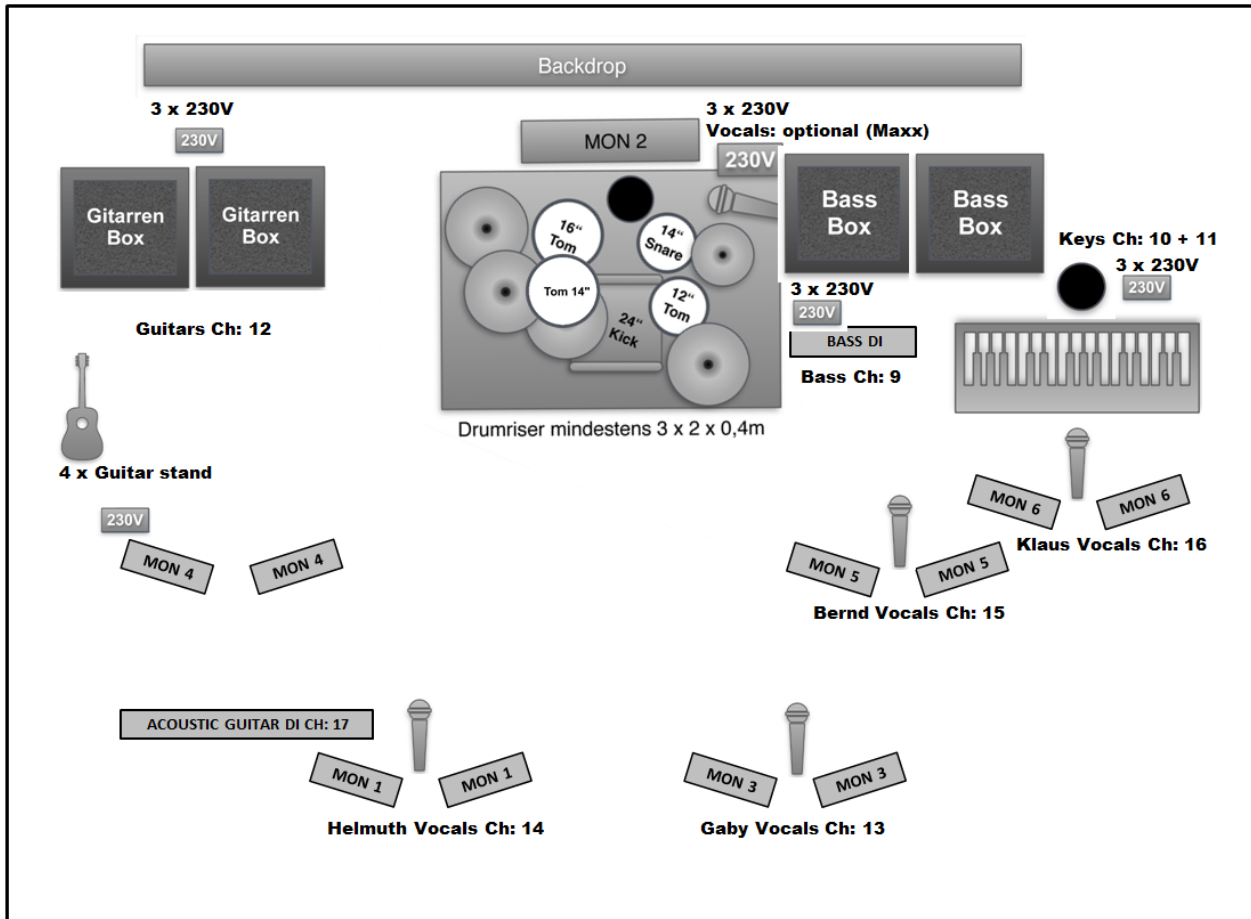 Backdrop
3 x 230V
230V
Gitarren
Box
Gitarren
Box
Guitars Ch: 12
MON 2
3 x 230V
Vocals: optional (Maxx)
230V
16“
Tom
14“
Snare
Tom 14"
12“
Tom
24“
Kick
Drumriser mindestens 3 x 2 x 0,4m
Bass
Box
Bass
Box
3 x 230V
230V
BASS DI
Bass Ch: 9
Keys Ch: 10 + 11
3 x 230V
230V
4 x Guitar stand
230V
MON 4
MON 4
MON 6
MON 6
Klaus Vocals Ch: 16
MON 5
MON 5
Bernd Vocals Ch: 15
ACOUSTIC GUITAR DI CH: 17
MON 1
MON 1
Helmuth Vocals Ch: 14
MON 3
MON 3
Gaby Vocals Ch: 13